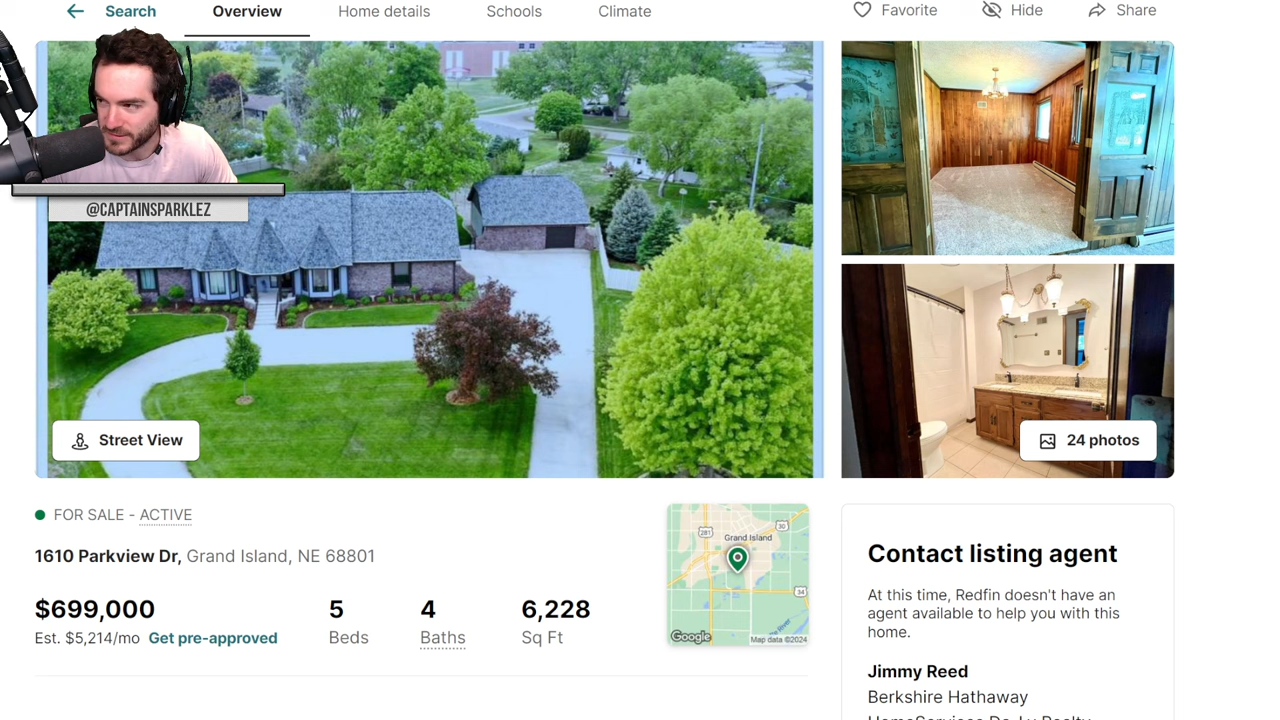 Search
Overview
Home details
Schools
Climate
Favorite
Hide
Share
@CAPTAINSPARKLEZ
Street View
24 photos
FOR SALE - ACTIVE
1610 Parkview Dr, Grand Island, NE 68801
$699,000
Est. $5,214/mo Get pre-approved
5
Beds
4
Baths
6,228
Sq Ft
281
30
Grand Island
34
Google
Map data ©2024
Contact listing agent
At this time, Redfin doesn't have an
agent available to help you with this
home.
Jimmy Reed
Berkshire Hathaway